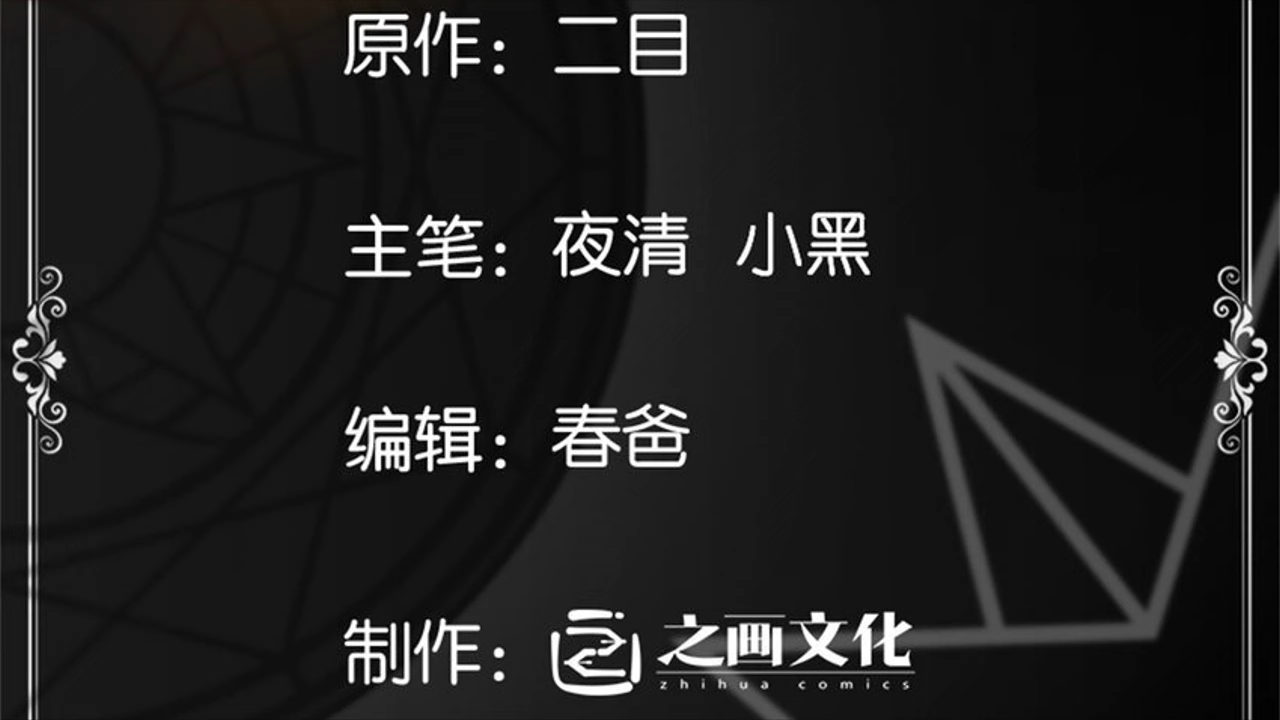 原作：二目
主笔：夜清 小黑
编辑：春爸
制作：之画文化
zhihua comics